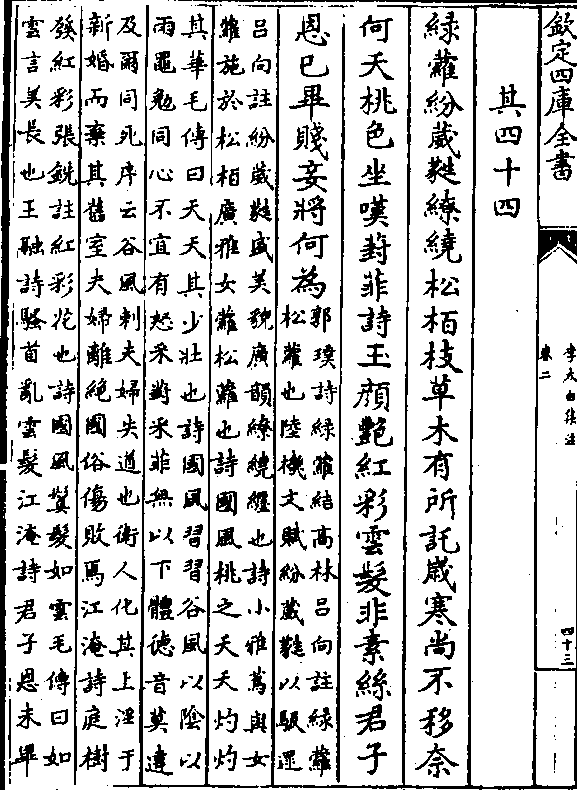 欽定四庫全書
李太白集注
卷二
四十三
其四十四
綠蘿紛葳蕤繚繞松栢枝草木有所託歲寒尚不移奈
何夭桃色坐嘆葑菲詩玉顔艶紅彩雲髮非素絲君子
恩已畢賤妾將何為
郭璞詩綠蘿結髙林呂向註綠蘿
松蘿也陸機文賦紛葳蕤以馺遝
呂向註紛葳蕤盛美貌廣韻繚繞纒也詩小雅蔦與女
蘿施於松栢廣雅女蘿松蘿也詩國風桃之夭夭灼灼
其華毛傳曰夭夭其少壯也詩國風習習谷風以陰以
雨黽勉同心不宜有怒采葑采菲無以下體德音莫違
及爾同死序云谷風刺夫婦失道也衛人化其上淫于
新婚而棄其舊室夫婦離絶國俗傷敗焉江淹詩庭樹
發紅彩張銑註紅彩花也詩國風鬒髮如雲毛傳曰如
雲言美長也王融詩騷首亂雲髮江淹詩君子恩未畢